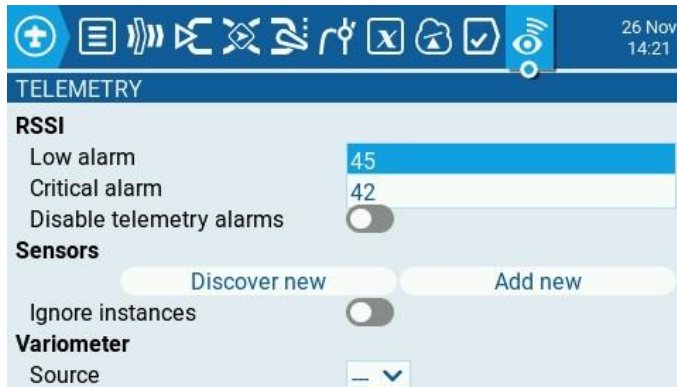 26 Nov
14:21
TELEMETRY
RSSI
Low alarm 45
Critical alarm 42
Disable telemetry alarms
Sensors
Discover new Add new
Ignore instances
Variometer
Source ---